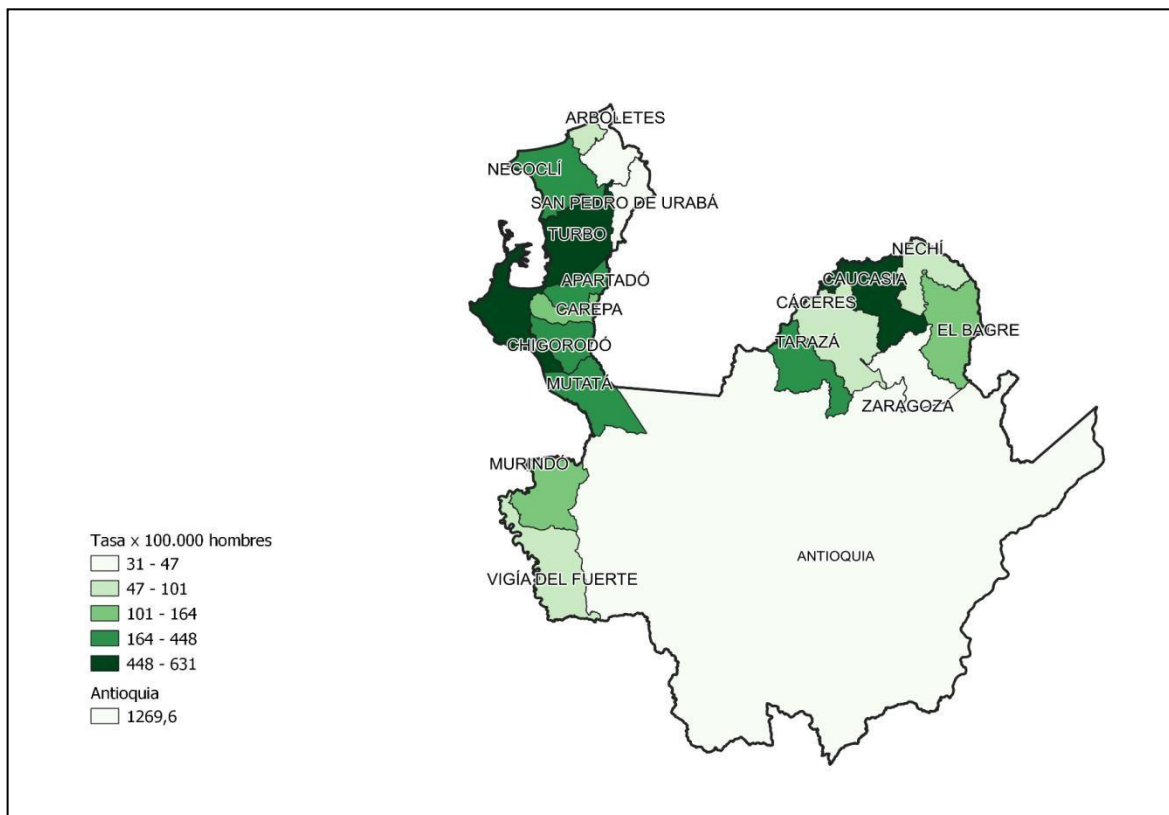 ARBOLETES
NECOCLÍ
SAN PEDRO DE URABÁ
TURBO
NECHÍ
APARTADÓ
CAUCASIA
CÁCERES
CAREPA
EL BAGRE
CHIGORODÓ
TARAZÁ
MUTATÁ
ZARAGOZA
MURINDÓ
ANTIOQUIA
VIGÍA DEL FUERTE
Tasa x 100.000 hombres
31 - 47
47 - 101
101 - 164
164 - 448
448 - 631
Antioquia
1269,6